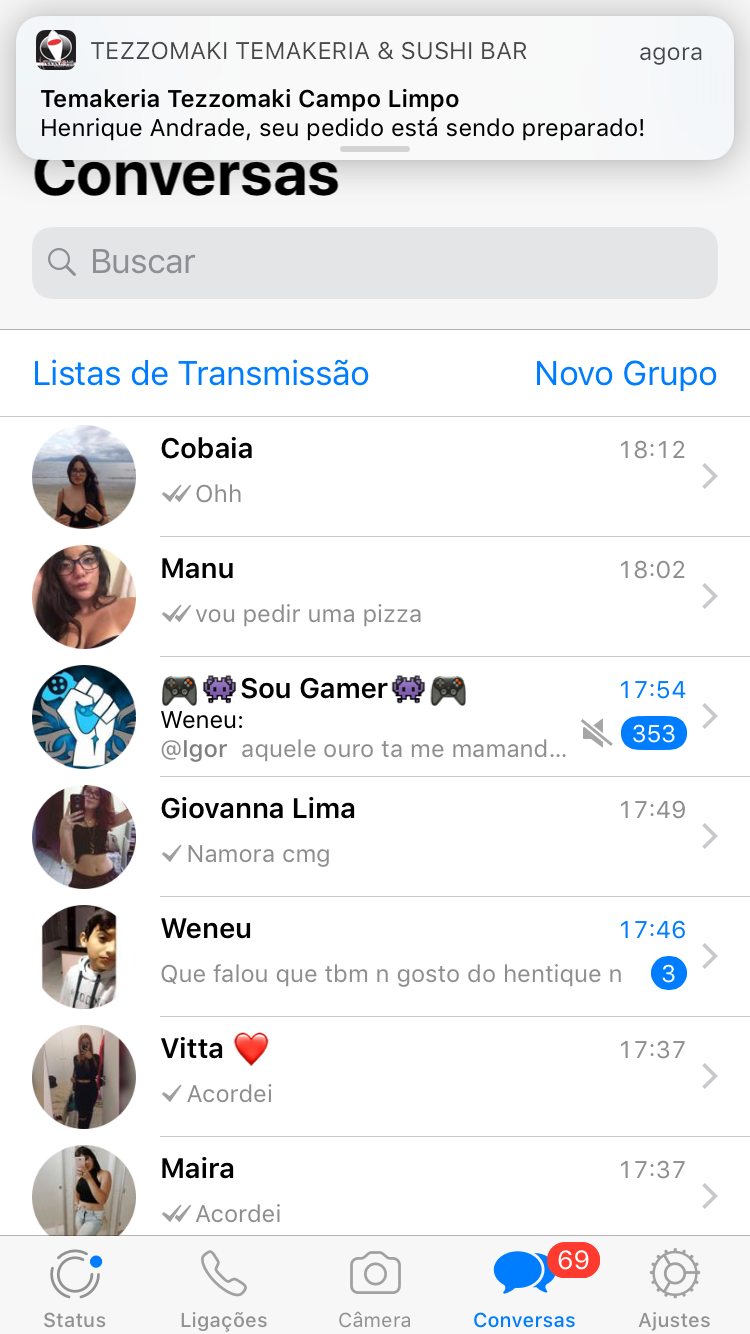 TEZZOMAKI TEMAKERIA & SUSHI BAR agora
Temakeria Tezzomaki Campo Limpo
Henrique Andrade, seu pedido está sendo preparado!
Conversas
Buscar
Listas de Transmissão Novo Grupo
Cobaia 18:12
Ohh
Manu 18:02
vou pedir uma pizza
🎮👾Sou Gamer👾🎮 17:54
Weneu:
@Igor aquele ouro ta me mamand... 353
Giovanna Lima 17:49
Namora cmg
Weneu 17:46
Que falou que tbm n gosto do hentique n 3
Vitta ❤️ 17:37
Acordei
Maira 17:37
Acordei
69
Status Ligações Câmera Conversas Ajustes